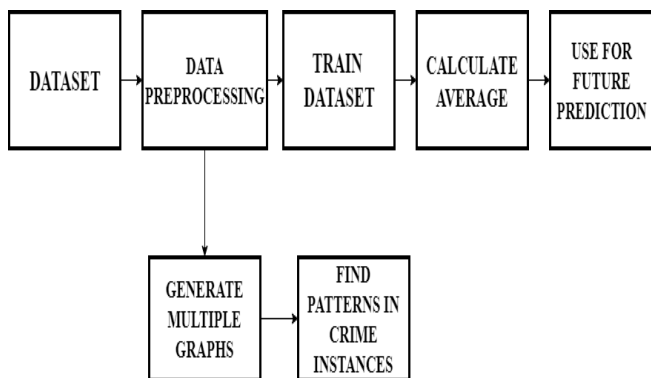 DATASET
DATA
PREPROCESSING
TRAIN
DATASET
CALCULATE
AVERAGE
USE FOR
FUTURE
PREDICTION
GENERATE
MULTIPLE
GRAPHS
FIND
PATTERNS IN
CRIME
INSTANCES